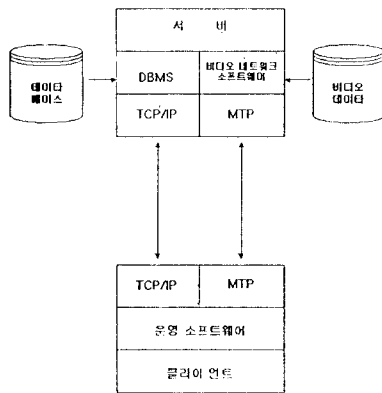 서 버
데이타
베이스
DBMS
비디오 네트워크
소프트웨어
비디오
데이타
TCP/IP
MTP
TCP/IP
MTP
운영 소프트웨어
클라이언트